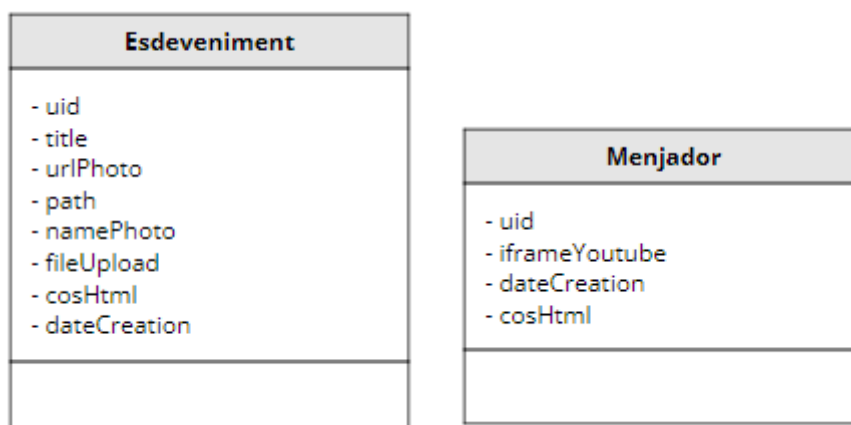 Esdeveniment
- uid
- title
- urlPhoto
- path
- namePhoto
- fileUpload
- cosHtml
- dateCreation
Menjador
- uid
- iframeYoutube
- dateCreation
- cosHtml